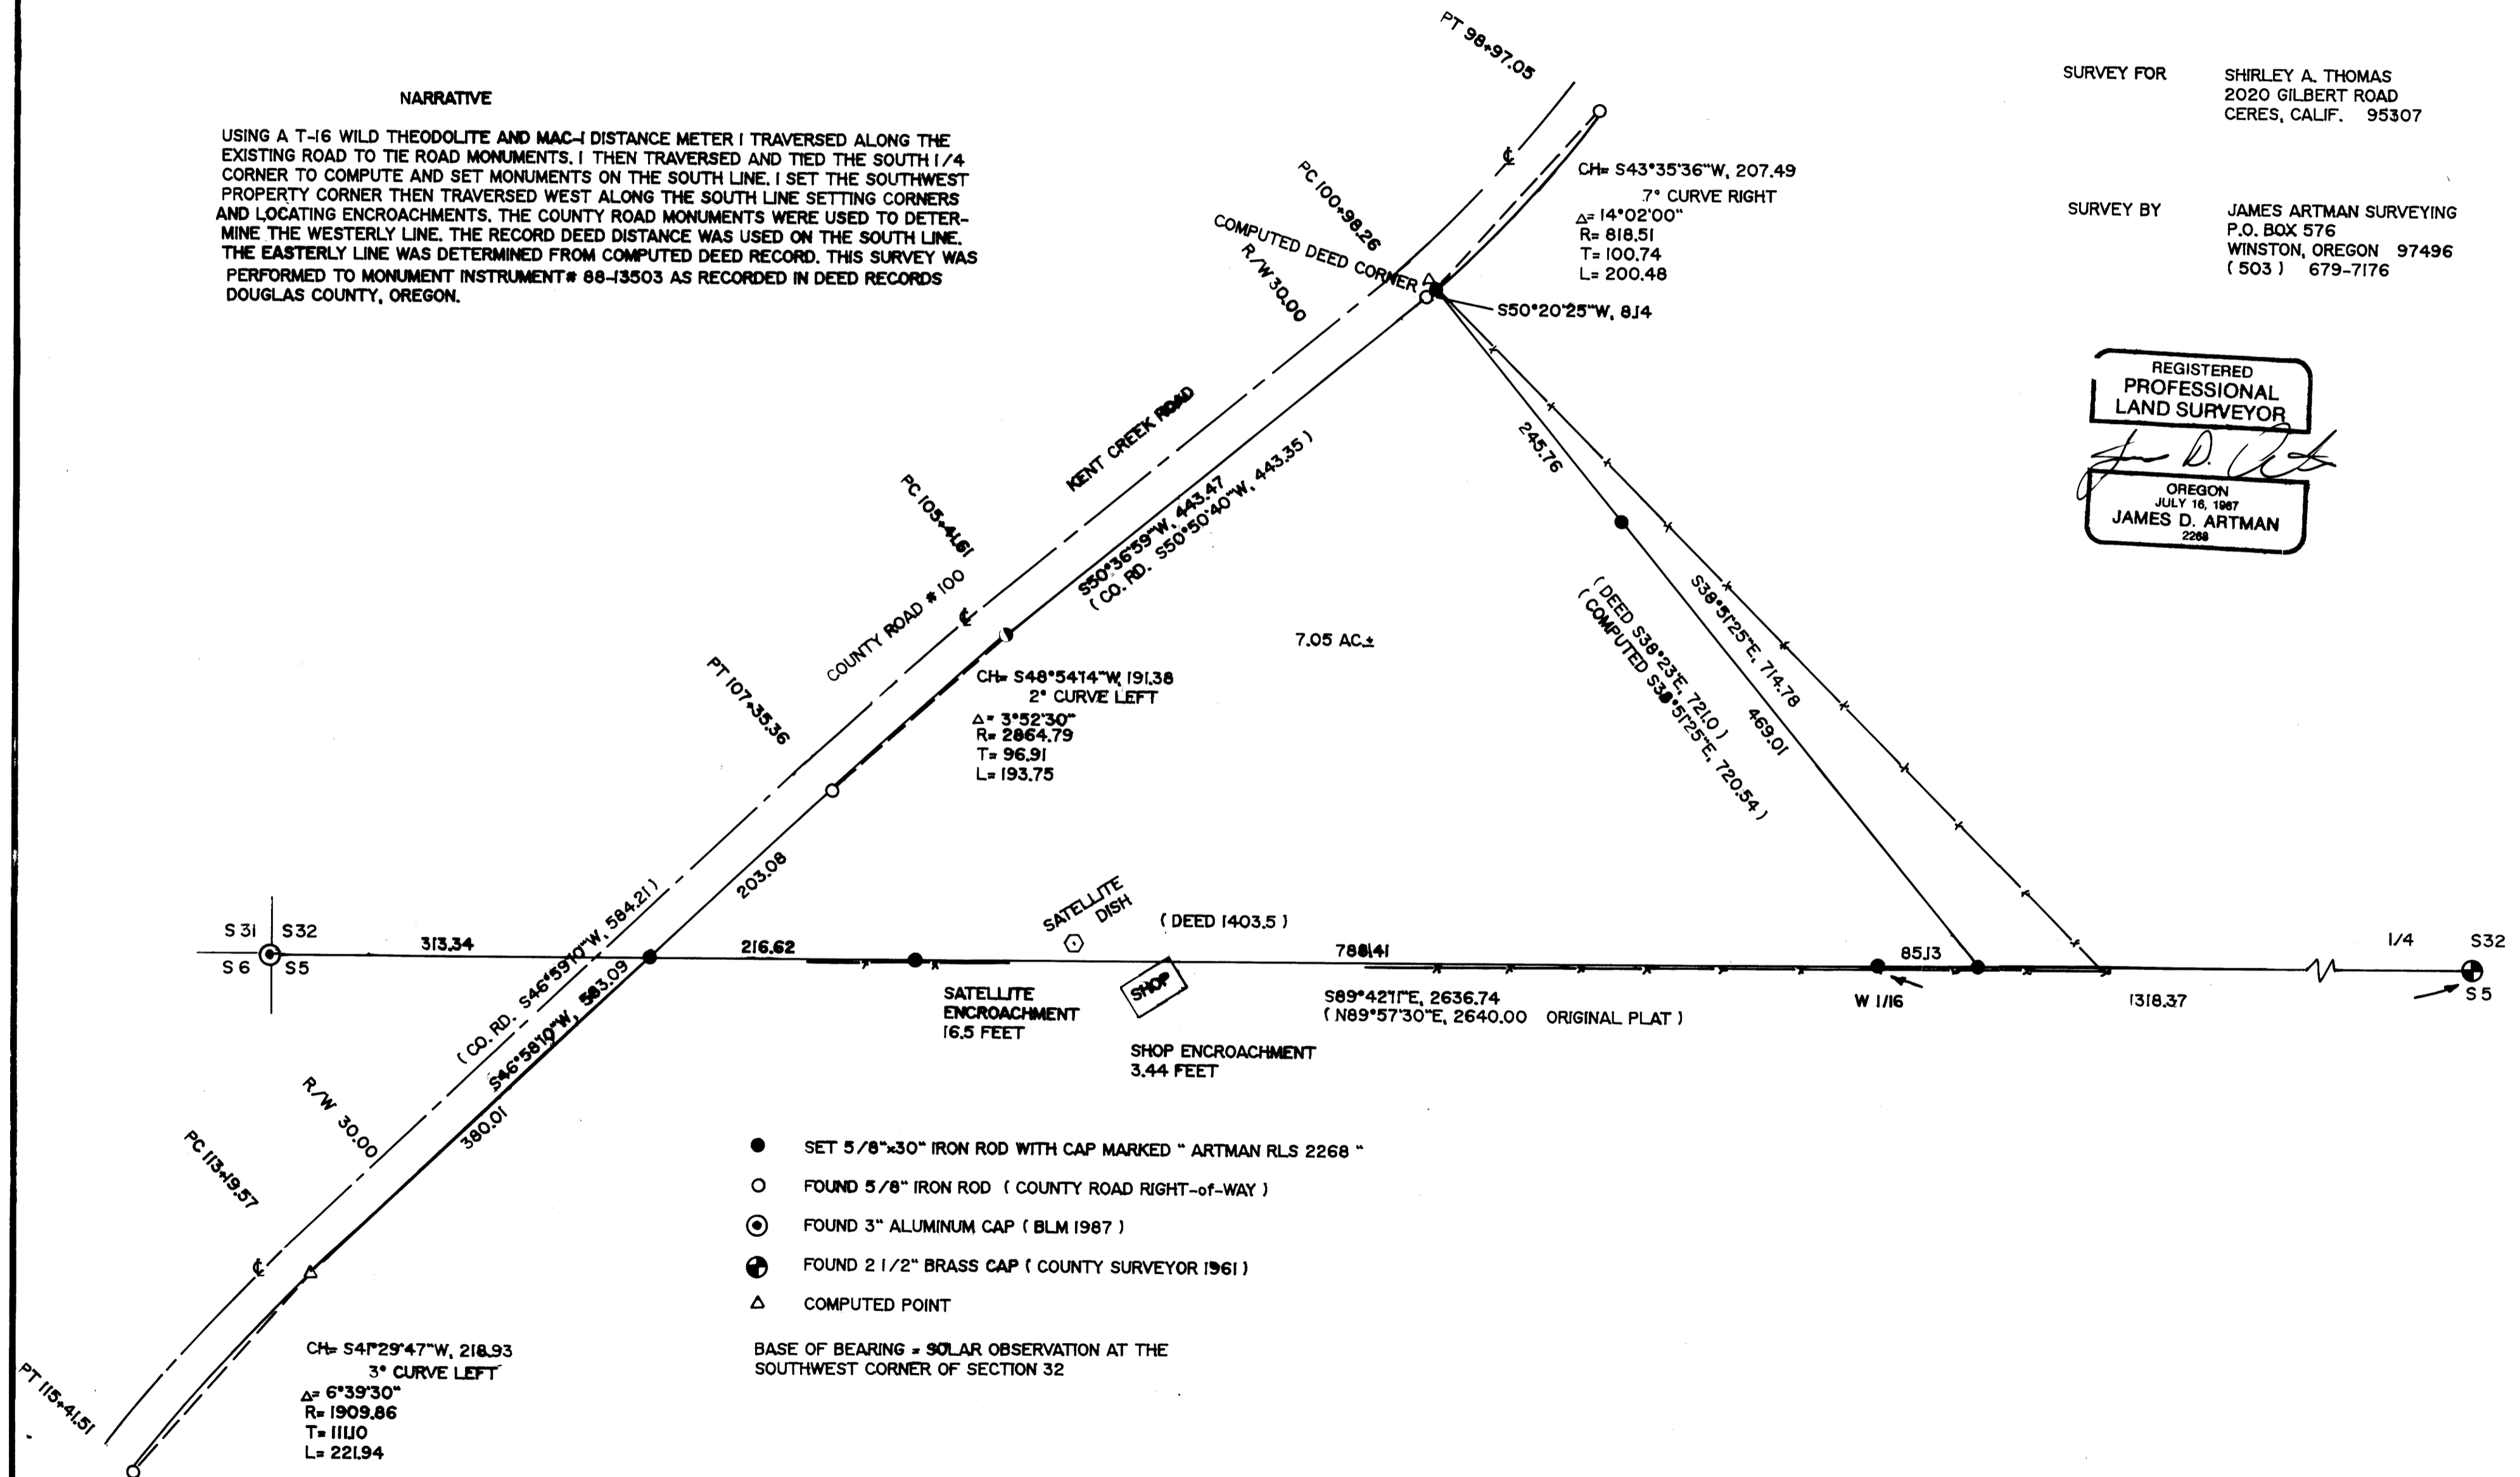 NARRATIVE
USING A T-16 WILD THEODOLITE AND MAC-1 DISTANCE METER I TRAVERSED ALONG THE
EXISTING ROAD TO TIE ROAD MONUMENTS. I THEN TRAVERSED AND TIED THE SOUTH 1/4
CORNER TO COMPUTE AND SET MONUMENTS ON THE SOUTH LINE. I SET THE SOUTHWEST
PROPERTY CORNER THEN TRAVERSED WEST ALONG THE SOUTH LINE SETTING CORNERS
AND LOCATING ENCROACHMENTS. THE COUNTY ROAD MONUMENTS WERE USED TO DETER-
MINE THE WESTERLY LINE. THE RECORD DEED DISTANCE WAS USED ON THE SOUTH LINE.
THE EASTERLY LINE WAS DETERMINED FROM COMPUTED DEED RECORD. THIS SURVEY WAS
PERFORMED TO MONUMENT INSTRUMENT# 88-13503 AS RECORDED IN DEED RECORDS
DOUGLAS COUNTY, OREGON.
SURVEY FOR
SHIRLEY A. THOMAS
2020 GILBERT ROAD
CERES, CALIF. 95307
SURVEY BY
JAMES ARTMAN SURVEYING
P.O. BOX 576
WINSTON, OREGON 97496
( 503 ) 679-7176
REGISTERED
PROFESSIONAL
LAND SURVEYOR
OREGON
JULY 16, 1987
JAMES D. ARTMAN
2268
PT 98+97.05
℄
CH= S43°35'36"W, 207.49
7° CURVE RIGHT
Δ= 14°02'00"
R= 818.51
T= 100.74
L= 200.48
PC 100+98.26
COMPUTED DEED CORNER
R/W 30.00
S50°20'25"W, 8.14
KENT CREEK ROAD
S50°36'59"W, 443.47
( CO. RD. S50°50'40"W, 443.35 )
PC 105+41.61
COUNTY ROAD # 100
℄
245.76
S38°51'25"E, 714.78
( DEED S38°23'E, 721.0 )
( COMPUTED S38°51'25"E, 720.54 )
469.01
7.05 AC.±
PT 107+35.36
CH= S48°54'14"W, 191.38
2° CURVE LEFT
Δ= 3°52'30"
R= 2864.79
T= 96.91
L= 193.75
203.08
SATELLITE
DISH
( DEED 1403.5 )
S 31 S 32
S 6 S 5
313.34
216.62
788.41
85.13
1/4 S32
S 5
( CO. RD. S46°59'10"W, 584.21 )
S46°58'10"W, 583.09
SATELLITE
ENCROACHMENT
16.5 FEET
SHOP
S89°42'11"E, 2636.74
( N89°57'30"E, 2640.00 ORIGINAL PLAT )
W 1/16
1318.37
SHOP ENCROACHMENT
3.44 FEET
R/W 30.00
380.01
PC 113+19.57
℄
SET 5/8"x30" IRON ROD WITH CAP MARKED " ARTMAN RLS 2268 "
FOUND 5/8" IRON ROD ( COUNTY ROAD RIGHT-of-WAY )
FOUND 3" ALUMINUM CAP ( BLM 1987 )
FOUND 2 1/2" BRASS CAP ( COUNTY SURVEYOR 1961 )
COMPUTED POINT
BASE OF BEARING = SOLAR OBSERVATION AT THE
SOUTHWEST CORNER OF SECTION 32
CH= S41°29'47"W, 218.93
3° CURVE LEFT
Δ= 6°39'30"
R= 1909.86
T= 111.10
L= 221.94
PT 115+41.51